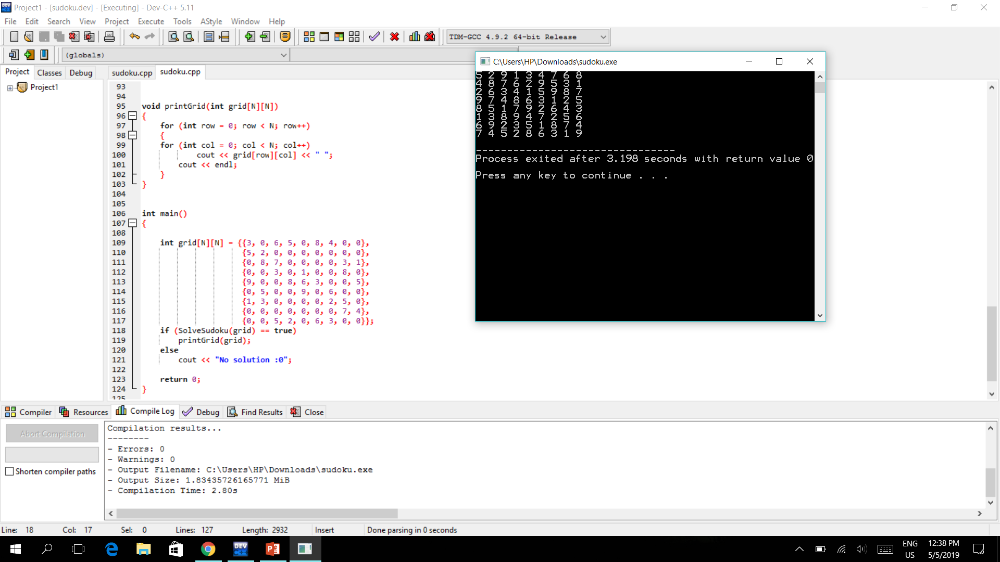 Project1 - [sudoku.dev] - [Executing] - Dev-C++ 5.11
File Edit Search View Project Execute Tools AStyle Window Help
TDM-GCC 4.9.2 64-bit Release
(globals)
Project Classes Debug
sudoku.cpp sudoku.cpp
Project1
93
94
95 void printGrid(int grid[N][N])
96 {
97 for (int row = 0; row < N; row++)
98 {
99 for (int col = 0; col < N; col++)
100 cout << grid[row][col] << " ";
101 cout << endl;
102 }
103 }
104
105
106 int main()
107 {
108
109 int grid[N][N] = {{3, 0, 6, 5, 0, 8, 4, 0, 0},
110 {5, 2, 0, 0, 0, 0, 0, 0, 0},
111 {0, 8, 7, 0, 0, 0, 0, 3, 1},
112 {0, 0, 3, 0, 1, 0, 0, 8, 0},
113 {9, 0, 0, 8, 6, 3, 0, 0, 5},
114 {0, 5, 0, 0, 9, 0, 6, 0, 0},
115 {1, 3, 0, 0, 0, 0, 2, 5, 0},
116 {0, 0, 0, 0, 0, 0, 0, 7, 4},
117 {0, 0, 5, 2, 0, 6, 3, 0, 0}};
118 if (SolveSudoku(grid) == true)
119 printGrid(grid);
120 else
121 cout << "No solution :0";
122
123 return 0;
124 }
125
C:\Users\HP\Downloads\sudoku.exe
5 2 9 1 3 4 7 6 8
4 8 7 6 2 9 5 3 1
2 6 3 4 1 5 9 8 7
9 7 4 8 6 3 1 2 5
8 5 1 7 9 2 6 4 3
1 3 8 9 4 7 2 5 6
6 9 2 3 5 1 8 7 4
7 4 5 2 8 6 3 1 9
--------------------------------
Process exited after 3.198 seconds with return value 0
Press any key to continue . . .
Compiler Resources Compile Log Debug Find Results Close
Abort Compilation
Shorten compiler paths
Compilation results...
--------
- Errors: 0
- Warnings: 0
- Output Filename: C:\Users\HP\Downloads\sudoku.exe
- Output Size: 1.83435726165771 MiB
- Compilation Time: 2.80s
Line: 18 Col: 17 Sel: 0 Lines: 127 Length: 2932 Insert Done parsing in 0 seconds
DEV C++
ENG
US
12:38 PM
5/5/2019